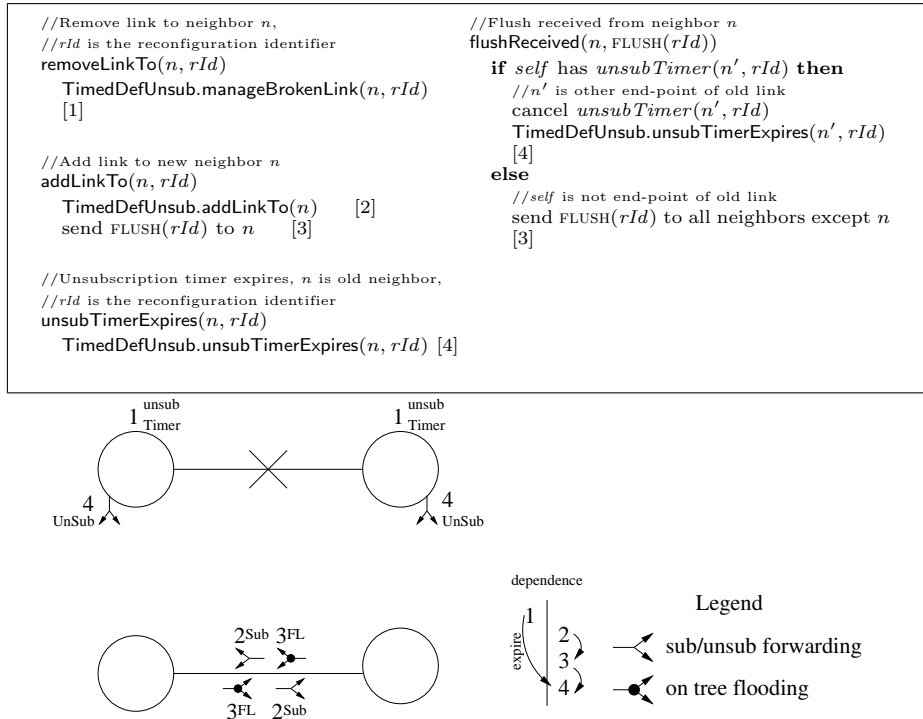 //Remove link to neighbor n,
//rId is the reconfiguration identifier
removeLinkTo(n, rId)
TimedDefUnsub.manageBrokenLink(n, rId)
[1]
//Add link to new neighbor n
addLinkTo(n, rId)
TimedDefUnsub.addLinkTo(n) [2]
send FLUSH(rId) to n [3]
//Unsubscription timer expires, n is old neighbor,
//rId is the reconfiguration identifier
unsubTimerExpires(n, rId)
TimedDefUnsub.unsubTimerExpires(n, rId) [4]
//Flush received from neighbor n
flushReceived(n, FLUSH(rId))
if self has unsubTimer(n′, rId) then
//n′ is other end-point of old link
cancel unsubTimer(n′, rId)
TimedDefUnsub.unsubTimerExpires(n′, rId)
[4]
else
//self is not end-point of old link
send FLUSH(rId) to all neighbors except n
[3]
1 unsub
Timer
1 unsub
Timer
4
UnSub
4
UnSub
2Sub 3FL
3FL 2Sub
dependence
1
expire
2
3
4
Legend
sub/unsub forwarding
on tree flooding